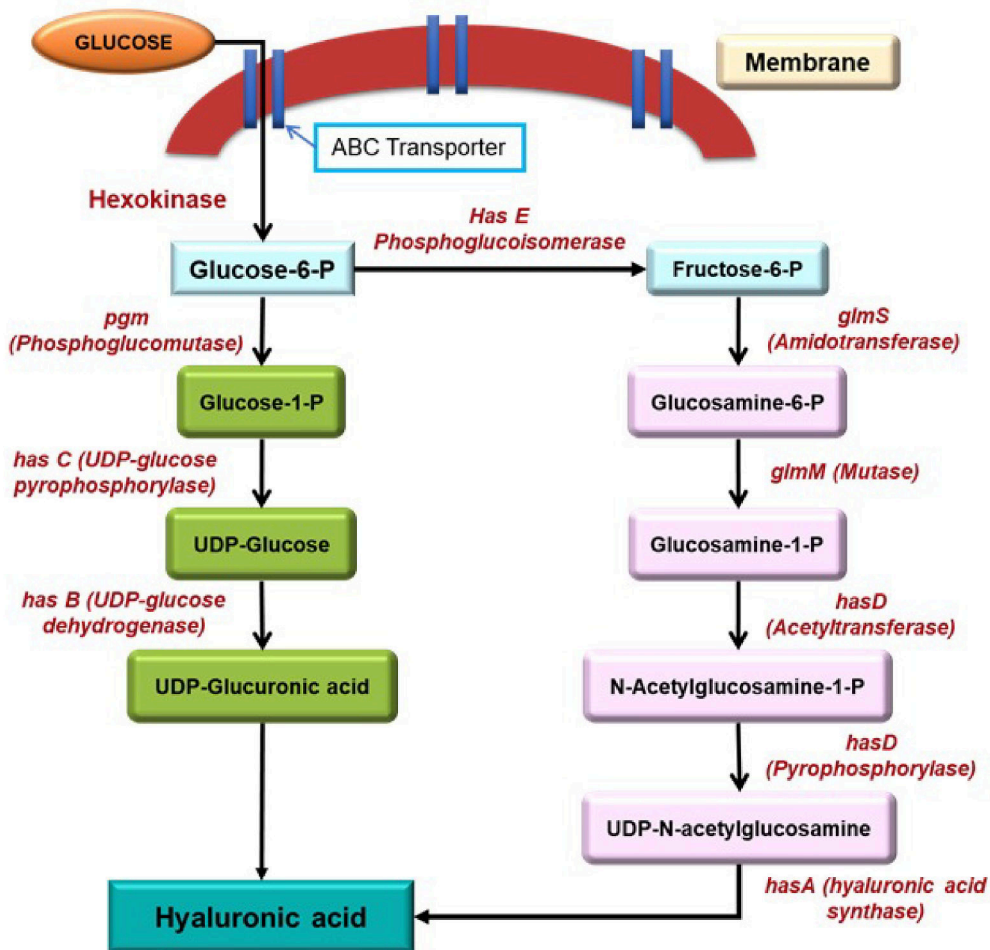 GLUCOSE
Membrane
ABC Transporter
Hexokinase
Has E
Phosphoglucoisomerase
Glucose-6-P
Fructose-6-P
pgm
(Phosphoglucomutase)
glmS
(Amidotransferase)
Glucose-1-P
Glucosamine-6-P
has C (UDP-glucose
pyrophosphorylase)
glmM (Mutase)
UDP-Glucose
Glucosamine-1-P
has B (UDP-glucose
dehydrogenase)
hasD
(Acetyltransferase)
UDP-Glucuronic acid
N-Acetylglucosamine-1-P
hasD
(Pyrophosphorylase)
UDP-N-acetylglucosamine
hasA (hyaluronic acid
synthase)
Hyaluronic acid